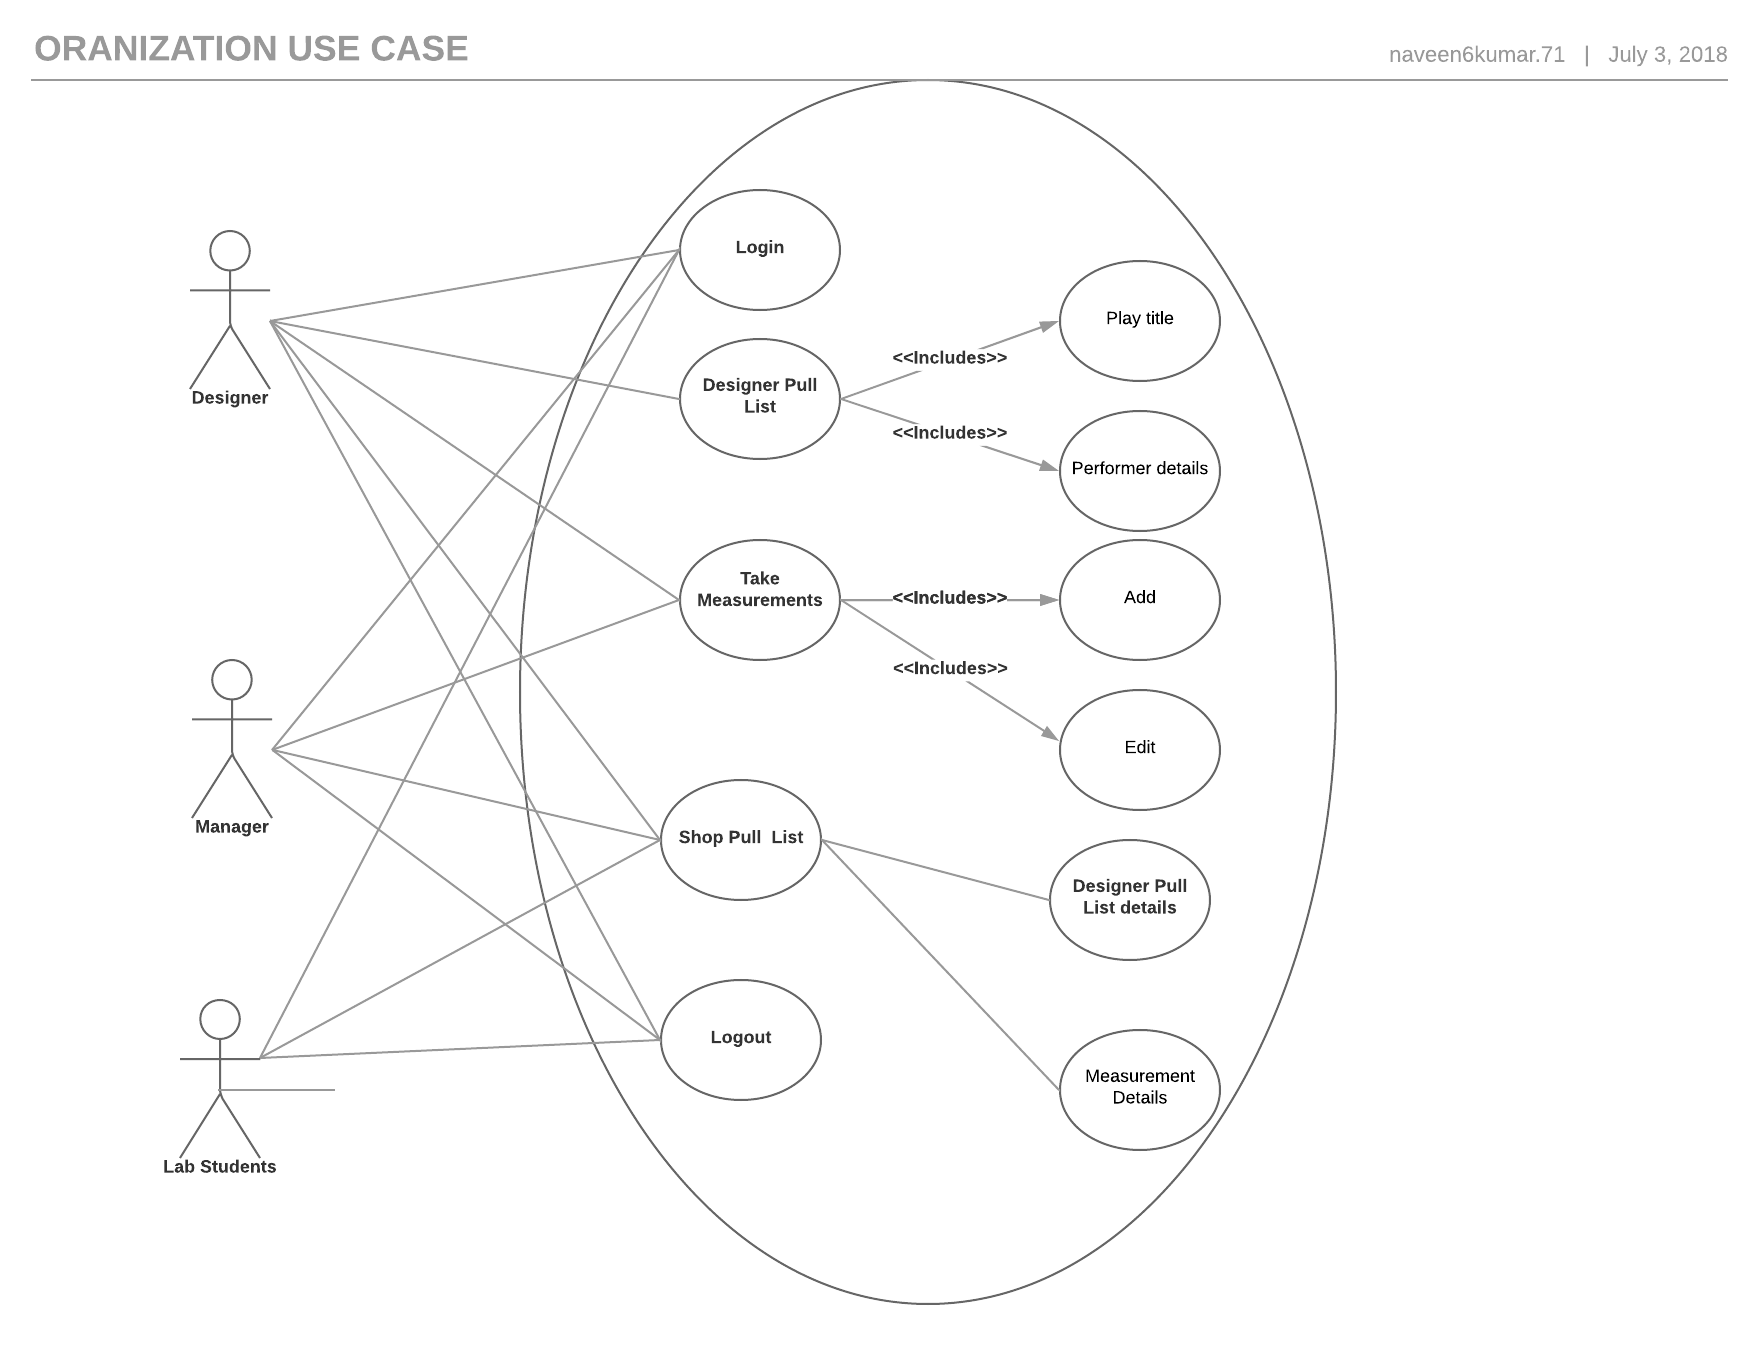 ORANIZATION USE CASE
naveen6kumar.71 | July 3, 2018
Login
Play title
<<Includes>>
Designer Pull
List
Designer
<<Includes>>
Performer details
Take
Measurements
<<Includes>>
Add
<<Includes>>
Edit
Manager
Shop Pull List
Designer Pull
List details
Logout
Measurement
Details
Lab Students